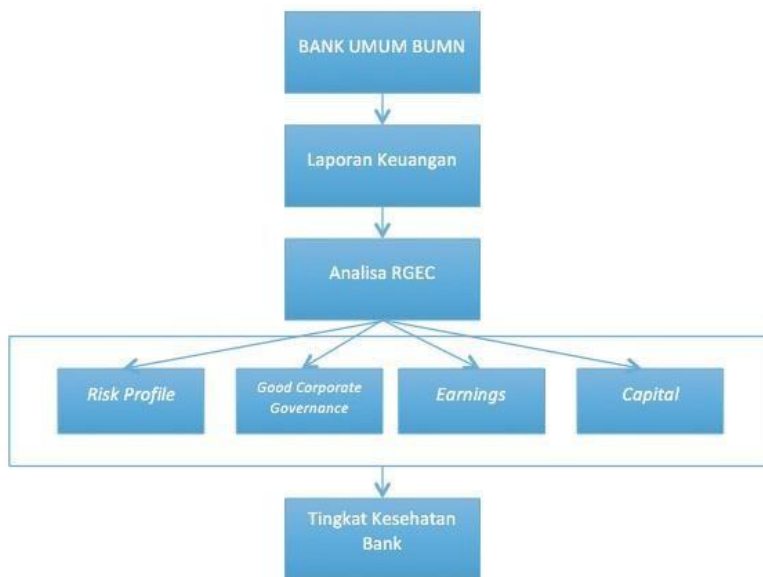 BANK UMUM BUMN
Laporan Keuangan
Analisa RGEC
Risk Profile
Good Corporate
Governance
Earnings
Capital
Tingkat Kesehatan
Bank